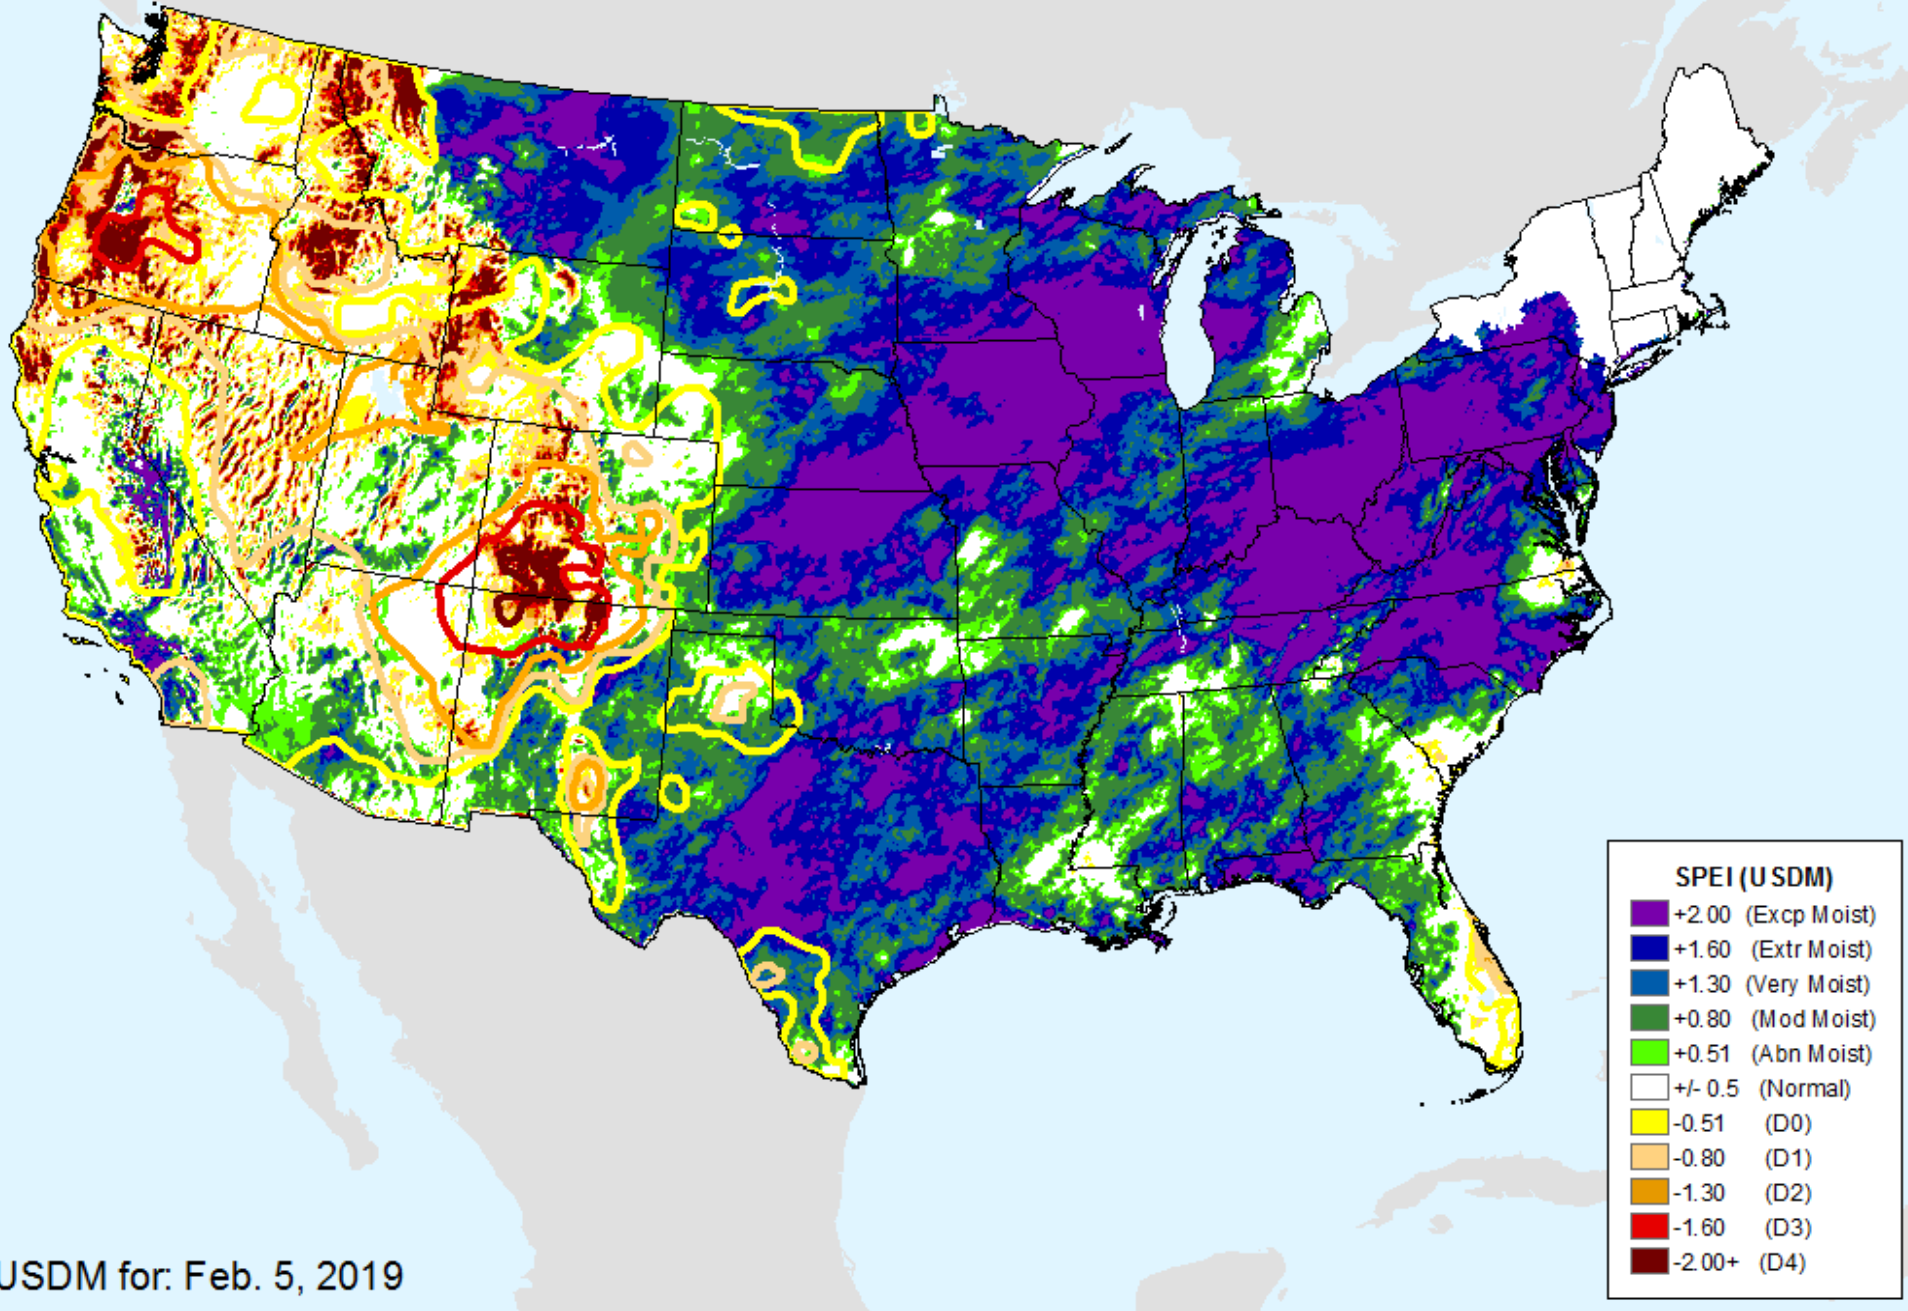 SPEI (USDM)
+2.00 (Excp Moist)
+1.60 (Extr Moist)
+1.30 (Very Moist)
+0.80 (Mod Moist)
+0.51 (Abn Moist)
+/- 0.5 (Normal)
-0.51 (D0)
-0.80 (D1)
-1.30 (D2)
-1.60 (D3)
-2.00+ (D4)
USDM for: Feb. 5, 2019